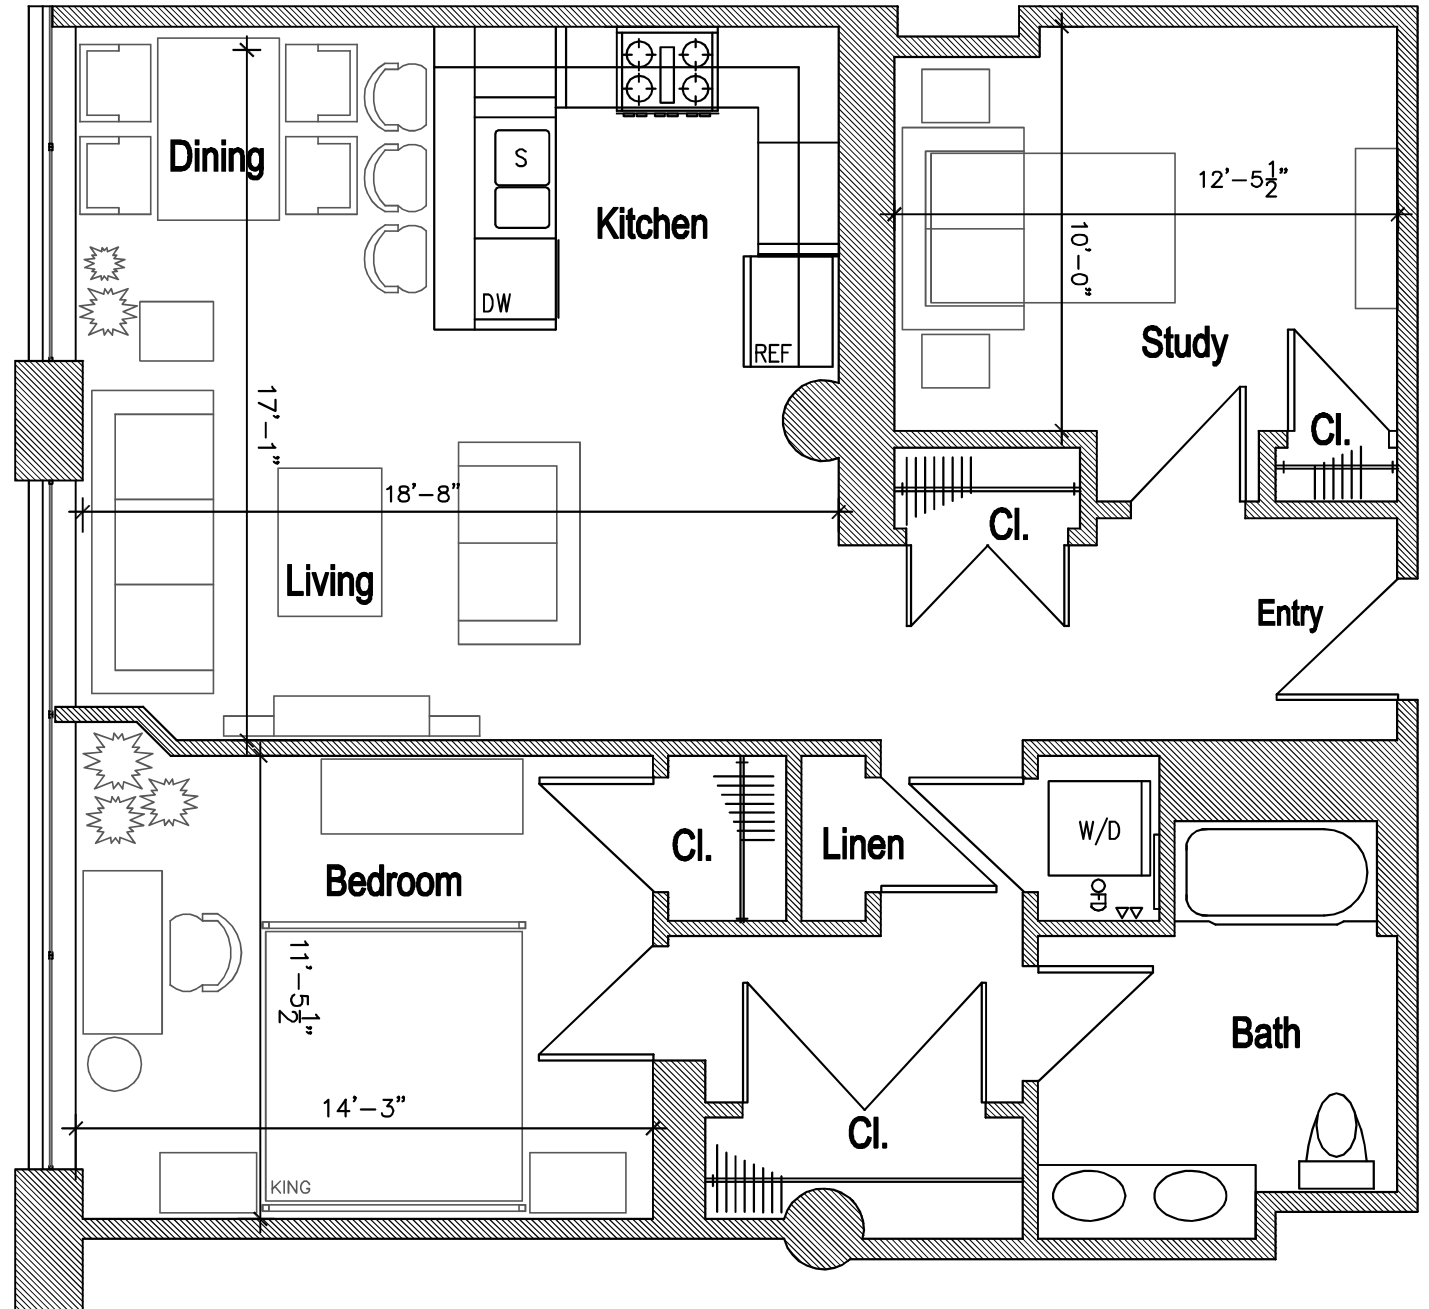 Dining
S
Kitchen
DW
REF
12'-5½"
10'-0"
Study
Cl.
17'-1"
18'-8"
Living
Cl.
Entry
Bedroom
Cl.
Linen
W/D
FD
11'-5½"
14'-3"
KING
Cl.
Bath